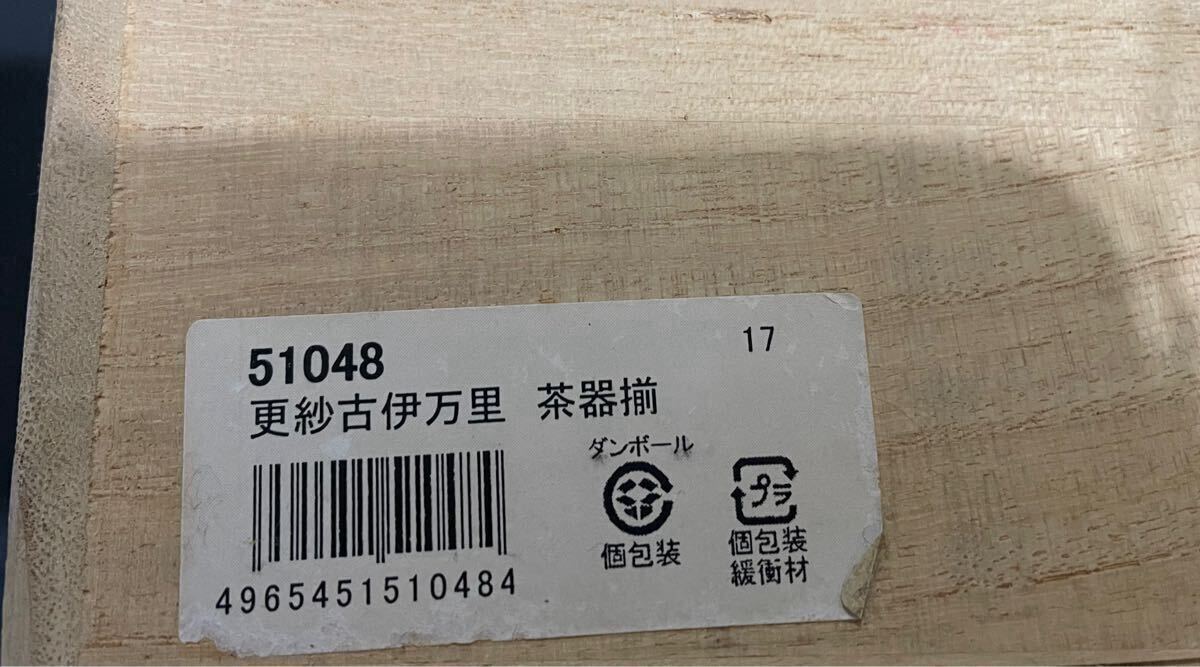 51048
17
更紗古伊万里 茶器揃
ダンボール
個包装
プラ
個包装
緩衝材
4965451510484